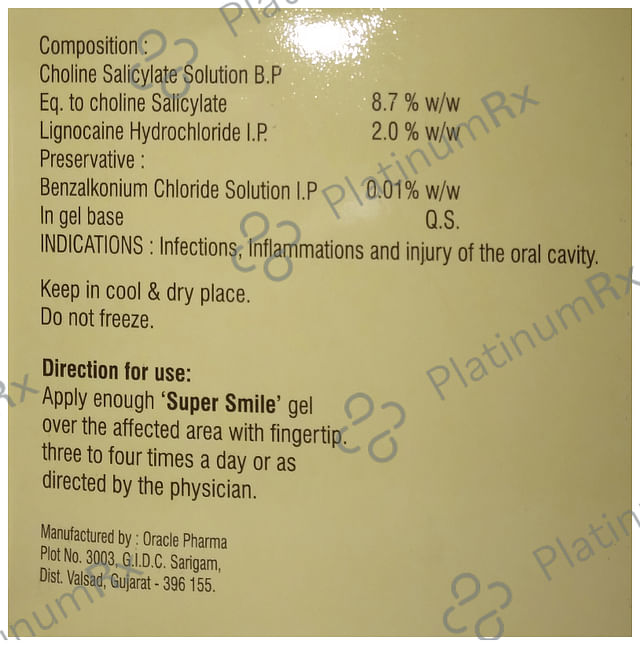 Composition :
Choline Salicylate Solution B.P
Eq. to choline Salicylate 8.7 % w/w
Lignocaine Hydrochloride I.P. 2.0 % w/w
Preservative :
Benzalkonium Chloride Solution I.P 0.01% w/w
In gel base Q.S.
INDICATIONS : Infections, Inflammations and injury of the oral cavity.
Keep in cool & dry place.
Do not freeze.
Direction for use:
Apply enough ‘Super Smile’ gel
over the affected area with fingertip.
three to four times a day or as
directed by the physician.
Manufactured by : Oracle Pharma
Plot No. 3003, G.I.D.C. Sarigam,
Dist. Valsad, Gujarat - 396 155.
PlatinumRx
PlatinumRx